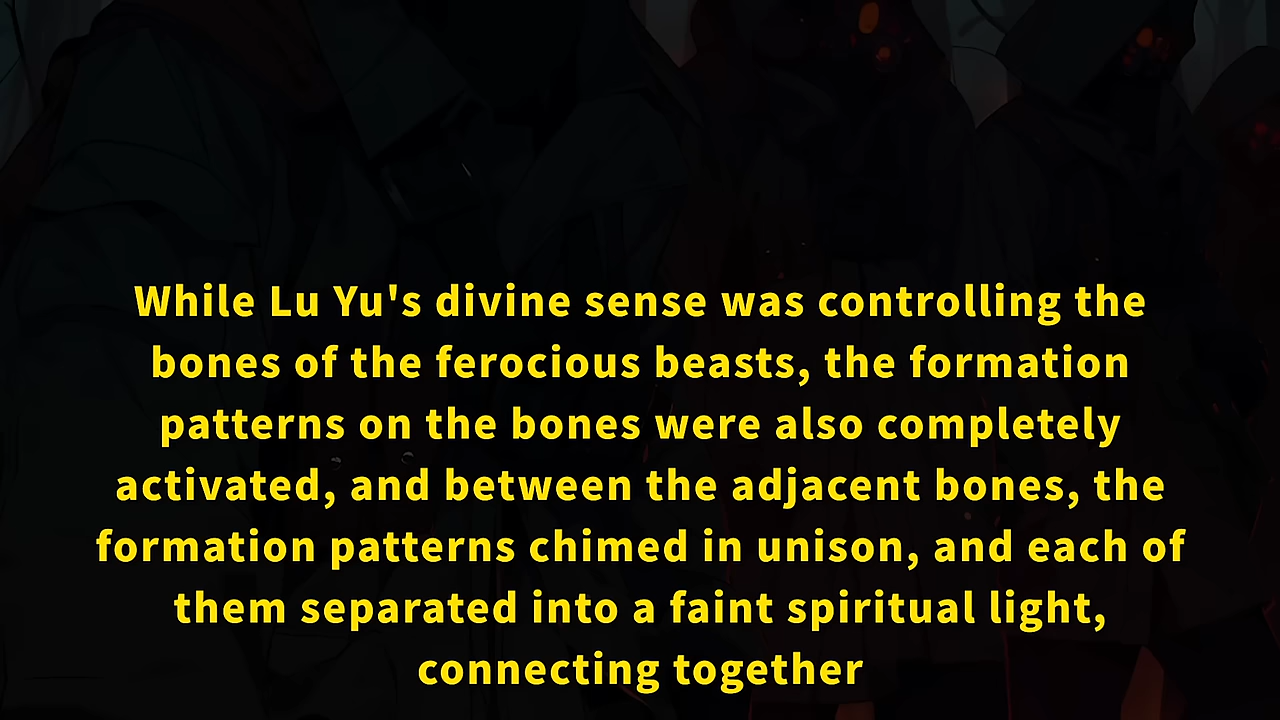 While Lu Yu's divine sense was controlling the
bones of the ferocious beasts, the formation
patterns on the bones were also completely
activated, and between the adjacent bones, the
formation patterns chimed in unison, and each of
them separated into a faint spiritual light,
connecting together